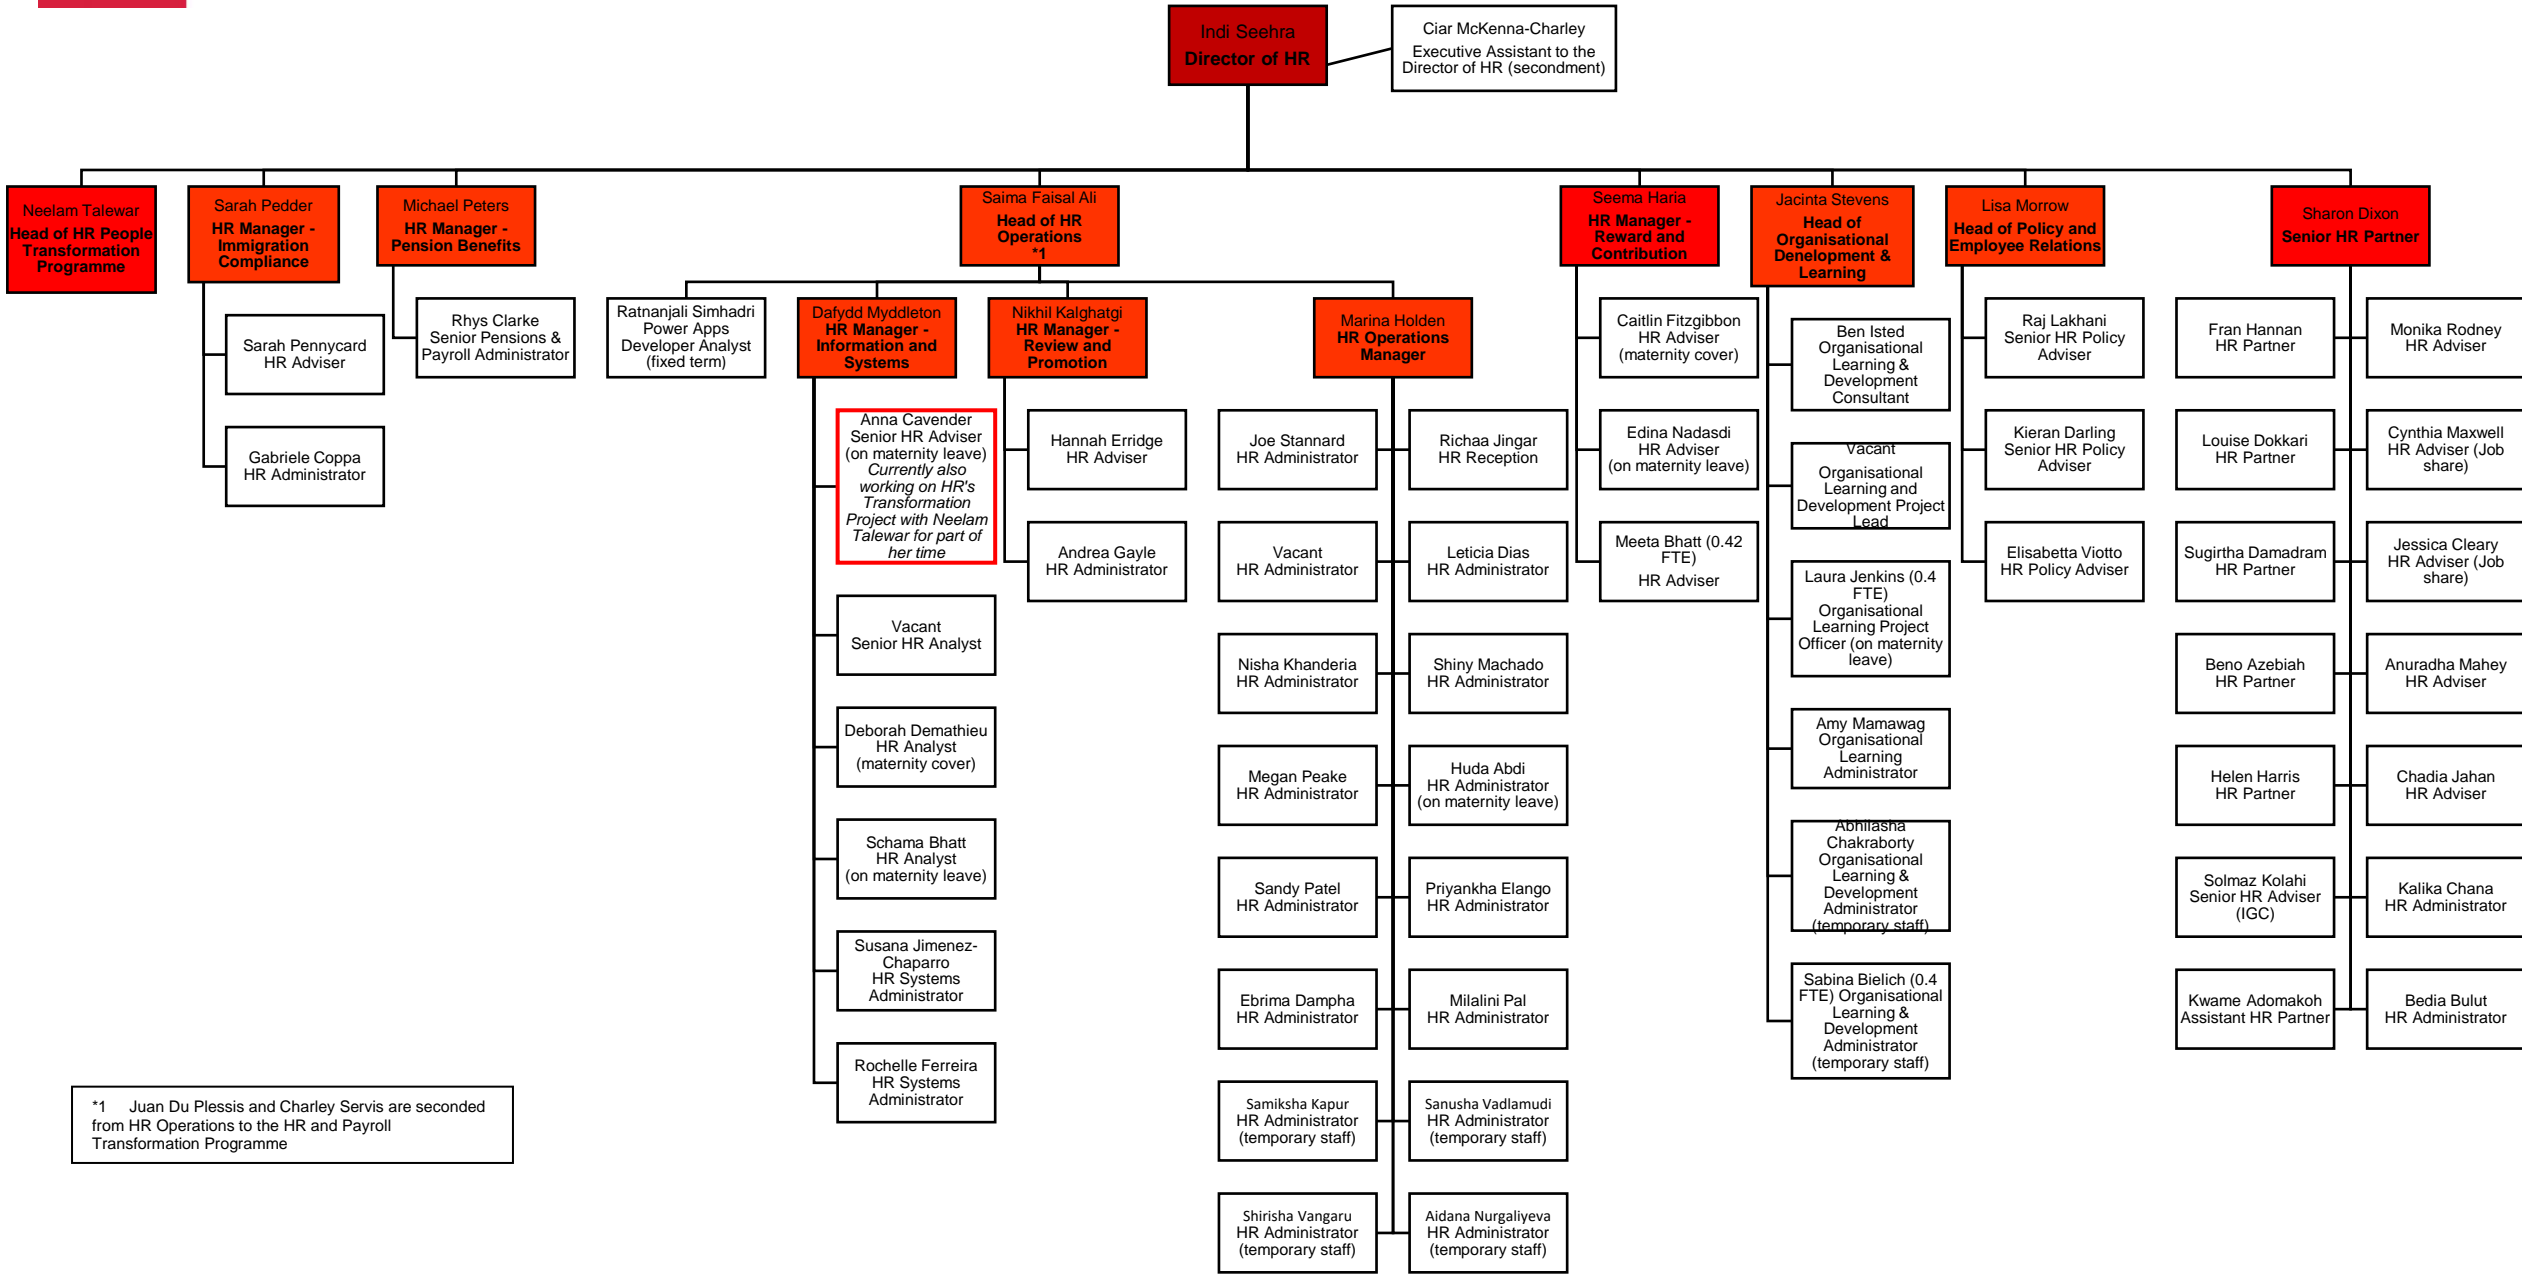 Indi Seehra
Director of HR
Ciar McKenna-Charley
Executive Assistant to the
Director of HR (secondment)
Neelam Talewar
Head of HR People
Transformation
Programme
Sarah Pedder
HR Manager -
Immigration
Compliance
Michael Peters
HR Manager -
Pension Benefits
Saima Faisal Ali
Head of HR
Operations
*1
Seema Haria
HR Manager -
Reward and
Contribution
Jacinta Stevens
Head of
Organisational
Denelopment &
Learning
Lisa Morrow
Head of Policy and
Employee Relations
Sharon Dixon
Senior HR Partner
Sarah Pennycard
HR Adviser
Gabriele Coppa
HR Administrator
Rhys Clarke
Senior Pensions &
Payroll Administrator
Ratnanjali Simhadri
Power Apps
Developer Analyst
(fixed term)
Dafydd Myddleton
HR Manager -
Information and
Systems
Nikhil Kalghatgi
HR Manager -
Review and
Promotion
Marina Holden
HR Operations
Manager
Anna Cavender
Senior HR Adviser
(on maternity leave)
Currently also
working on HR's
Transformation
Project with Neelam
Talewar for part of
her time
Vacant
Senior HR Analyst
Deborah Demathieu
HR Analyst
(maternity cover)
Schama Bhatt
HR Analyst
(on maternity leave)
Susana Jimenez-
Chaparro
HR Systems
Administrator
Rochelle Ferreira
HR Systems
Administrator
Hannah Erridge
HR Adviser
Andrea Gayle
HR Administrator
Joe Stannard
HR Administrator
Richaa Jingar
HR Reception
Vacant
HR Administrator
Leticia Dias
HR Administrator
Nisha Khanderia
HR Administrator
Shiny Machado
HR Administrator
Megan Peake
HR Administrator
Huda Abdi
HR Administrator
(on maternity leave)
Sandy Patel
HR Administrator
Priyankha Elango
HR Administrator
Ebrima Dampha
HR Administrator
Milalini Pal
HR Administrator
Samiksha Kapur
HR Administrator
(temporary staff)
Sanusha Vadlamudi
HR Administrator
(temporary staff)
Shirisha Vangaru
HR Administrator
(temporary staff)
Aidana Nurgaliyeva
HR Administrator
(temporary staff)
Caitlin Fitzgibbon
HR Adviser
(maternity cover)
Edina Nadasdi
HR Adviser
(on maternity leave)
Meeta Bhatt (0.42
FTE)
HR Adviser
Ben Isted
Organisational
Learning &
Development
Consultant
Vacant
Organisational
Learning and
Development Project
Lead
Laura Jenkins (0.4
FTE)
Organisational
Learning Project
Officer (on maternity
leave)
Amy Mamawag
Organisational
Learning
Administrator
Abhilasha
Chakraborty
Organisational
Learning &
Development
Administrator
(temporary staff)
Sabina Bielich (0.4
FTE) Organisational
Learning &
Development
Administrator
(temporary staff)
Raj Lakhani
Senior HR Policy
Adviser
Kieran Darling
Senior HR Policy
Adviser
Elisabetta Viotto
HR Policy Adviser
Fran Hannan
HR Partner
Monika Rodney
HR Adviser
Louise Dokkari
HR Partner
Cynthia Maxwell
HR Adviser (Job
share)
Sugirtha Damadram
HR Partner
Jessica Cleary
HR Adviser (Job
share)
Beno Azebiah
HR Partner
Anuradha Mahey
HR Adviser
Helen Harris
HR Partner
Chadia Jahan
HR Adviser
Solmaz Kolahi
Senior HR Adviser
(IGC)
Kalika Chana
HR Administrator
Kwame Adomakoh
Assistant HR Partner
Bedia Bulut
HR Administrator
*1 Juan Du Plessis and Charley Servis are seconded
from HR Operations to the HR and Payroll
Transformation Programme